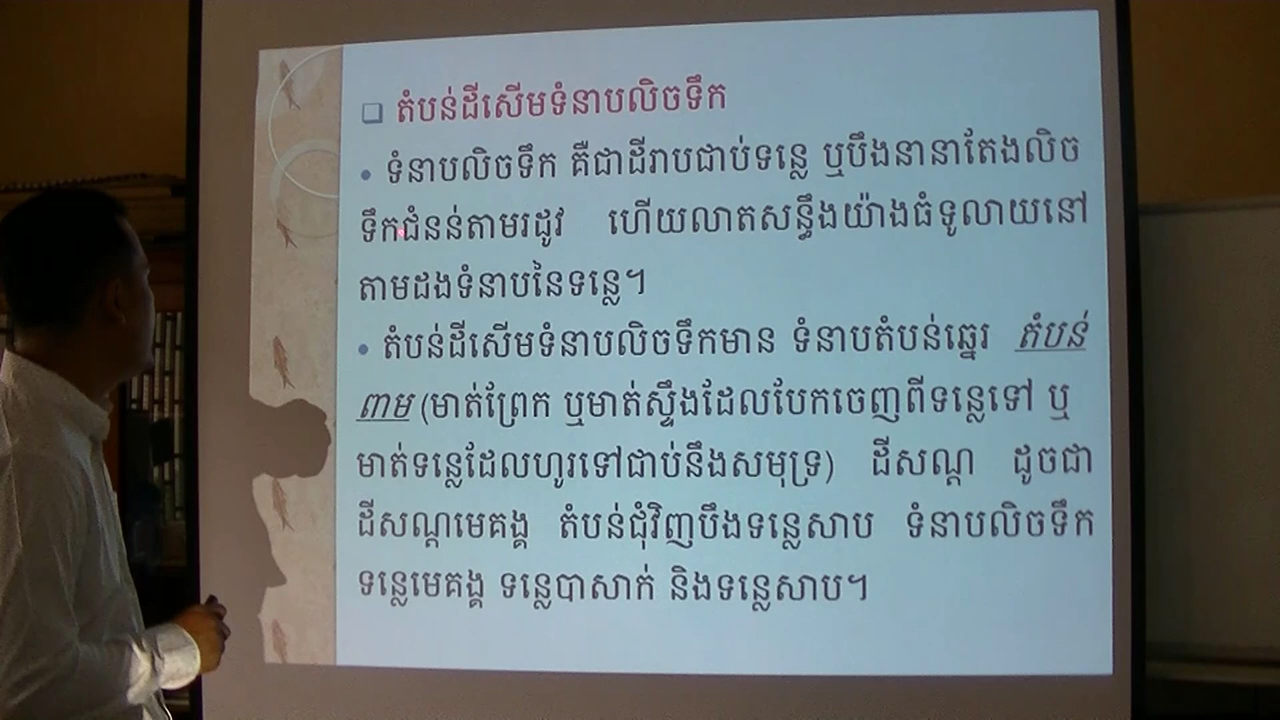 តំបន់ដីសើមទំនាបលិចទឹក
• ទំនាបលិចទឹក គឺជាដីរាបជាប់ទន្លេ ឬបឹងនានាតែងលិច
ទឹកជំនន់តាមរដូវ ហើយលាតសន្ធឹងយ៉ាងធំទូលាយនៅ
តាមដងទំនាបនៃទន្លេ។
• តំបន់ដីសើមទំនាបលិចទឹកមាន ទំនាបតំបន់ឆ្នេរ តំបន់
ពាម (មាត់ព្រែក ឬមាត់ស្ទឹងដែលបែកចេញពីទន្លេទៅ ឬ
មាត់ទន្លេដែលហូរទៅជាប់នឹងសមុទ្រ) ដីសណ្ត ដូចជា
ដីសណ្តមេគង្គ តំបន់ជុំវិញបឹងទន្លេសាប ទំនាបលិចទឹក
ទន្លេមេគង្គ ទន្លេបាសាក់ និងទន្លេសាប។